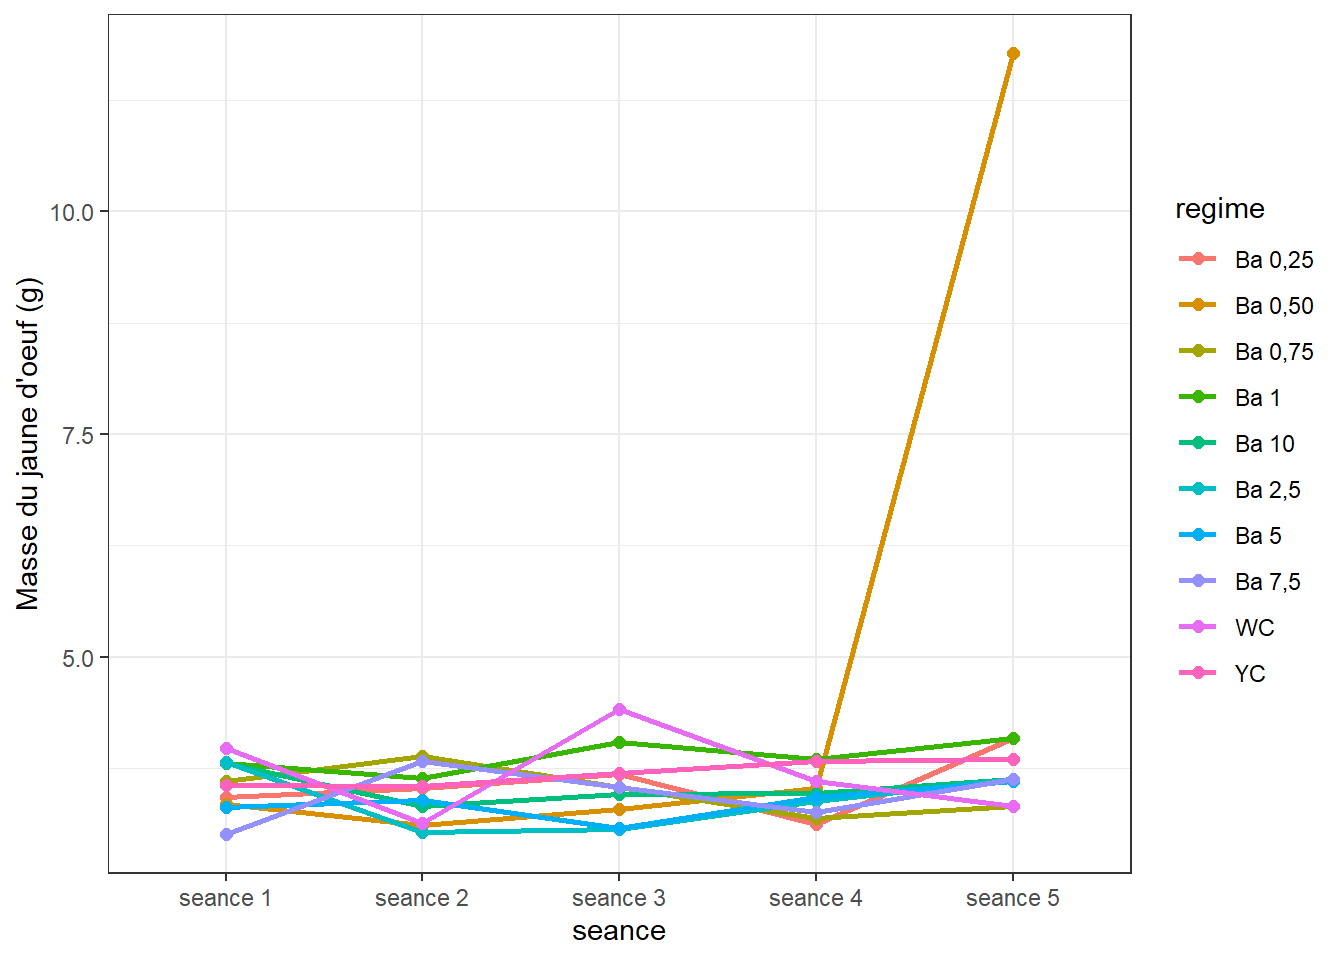 Masse du jaune d'oeuf (g)
10.0
7.5
5.0
seance 1
seance 2
seance 3
seance 4
seance 5
seance
regime
Ba 0,25
Ba 0,50
Ba 0,75
Ba 1
Ba 10
Ba 2,5
Ba 5
Ba 7,5
WC
YC